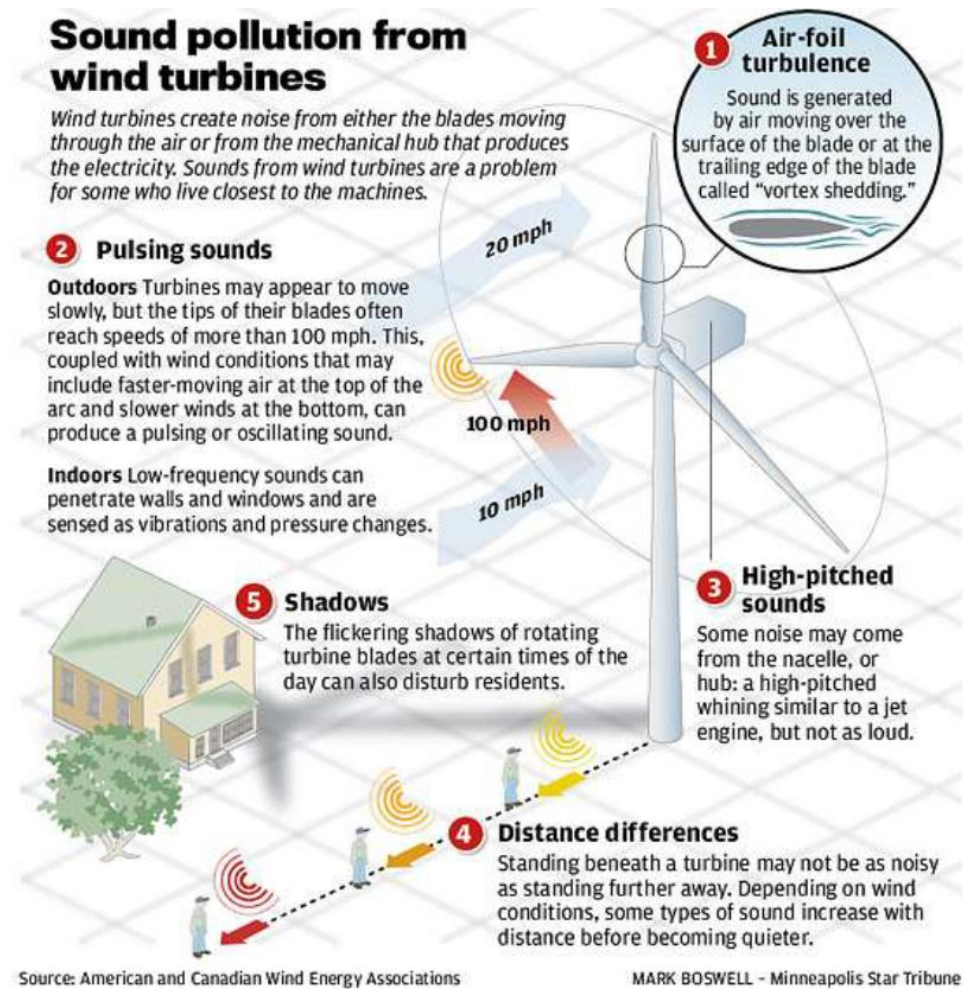 Sound pollution from
wind turbines
Wind turbines create noise from either the blades moving
through the air or from the mechanical hub that produces
the electricity. Sounds from wind turbines are a problem
for some who live closest to the machines.
1
Air-foil
turbulence
Sound is generated
by air moving over the
surface of the blade or at the
trailing edge of the blade
called “vortex shedding.”
2 Pulsing sounds
Outdoors Turbines may appear to move
slowly, but the tips of their blades often
reach speeds of more than 100 mph. This,
coupled with wind conditions that may
include faster-moving air at the top of the
arc and slower winds at the bottom, can
produce a pulsing or oscillating sound.
Indoors Low-frequency sounds can
penetrate walls and windows and are
sensed as vibrations and pressure changes.
20 mph
100 mph
10 mph
3 High-pitched
sounds
Some noise may come
from the nacelle, or
hub: a high-pitched
whining similar to a jet
engine, but not as loud.
5 Shadows
The flickering shadows of rotating
turbine blades at certain times of the
day can also disturb residents.
4 Distance differences
Standing beneath a turbine may not be as noisy
as standing further away. Depending on wind
conditions, some types of sound increase with
distance before becoming quieter.
Source: American and Canadian Wind Energy Associations
MARK BOSWELL – Minneapolis Star Tribune